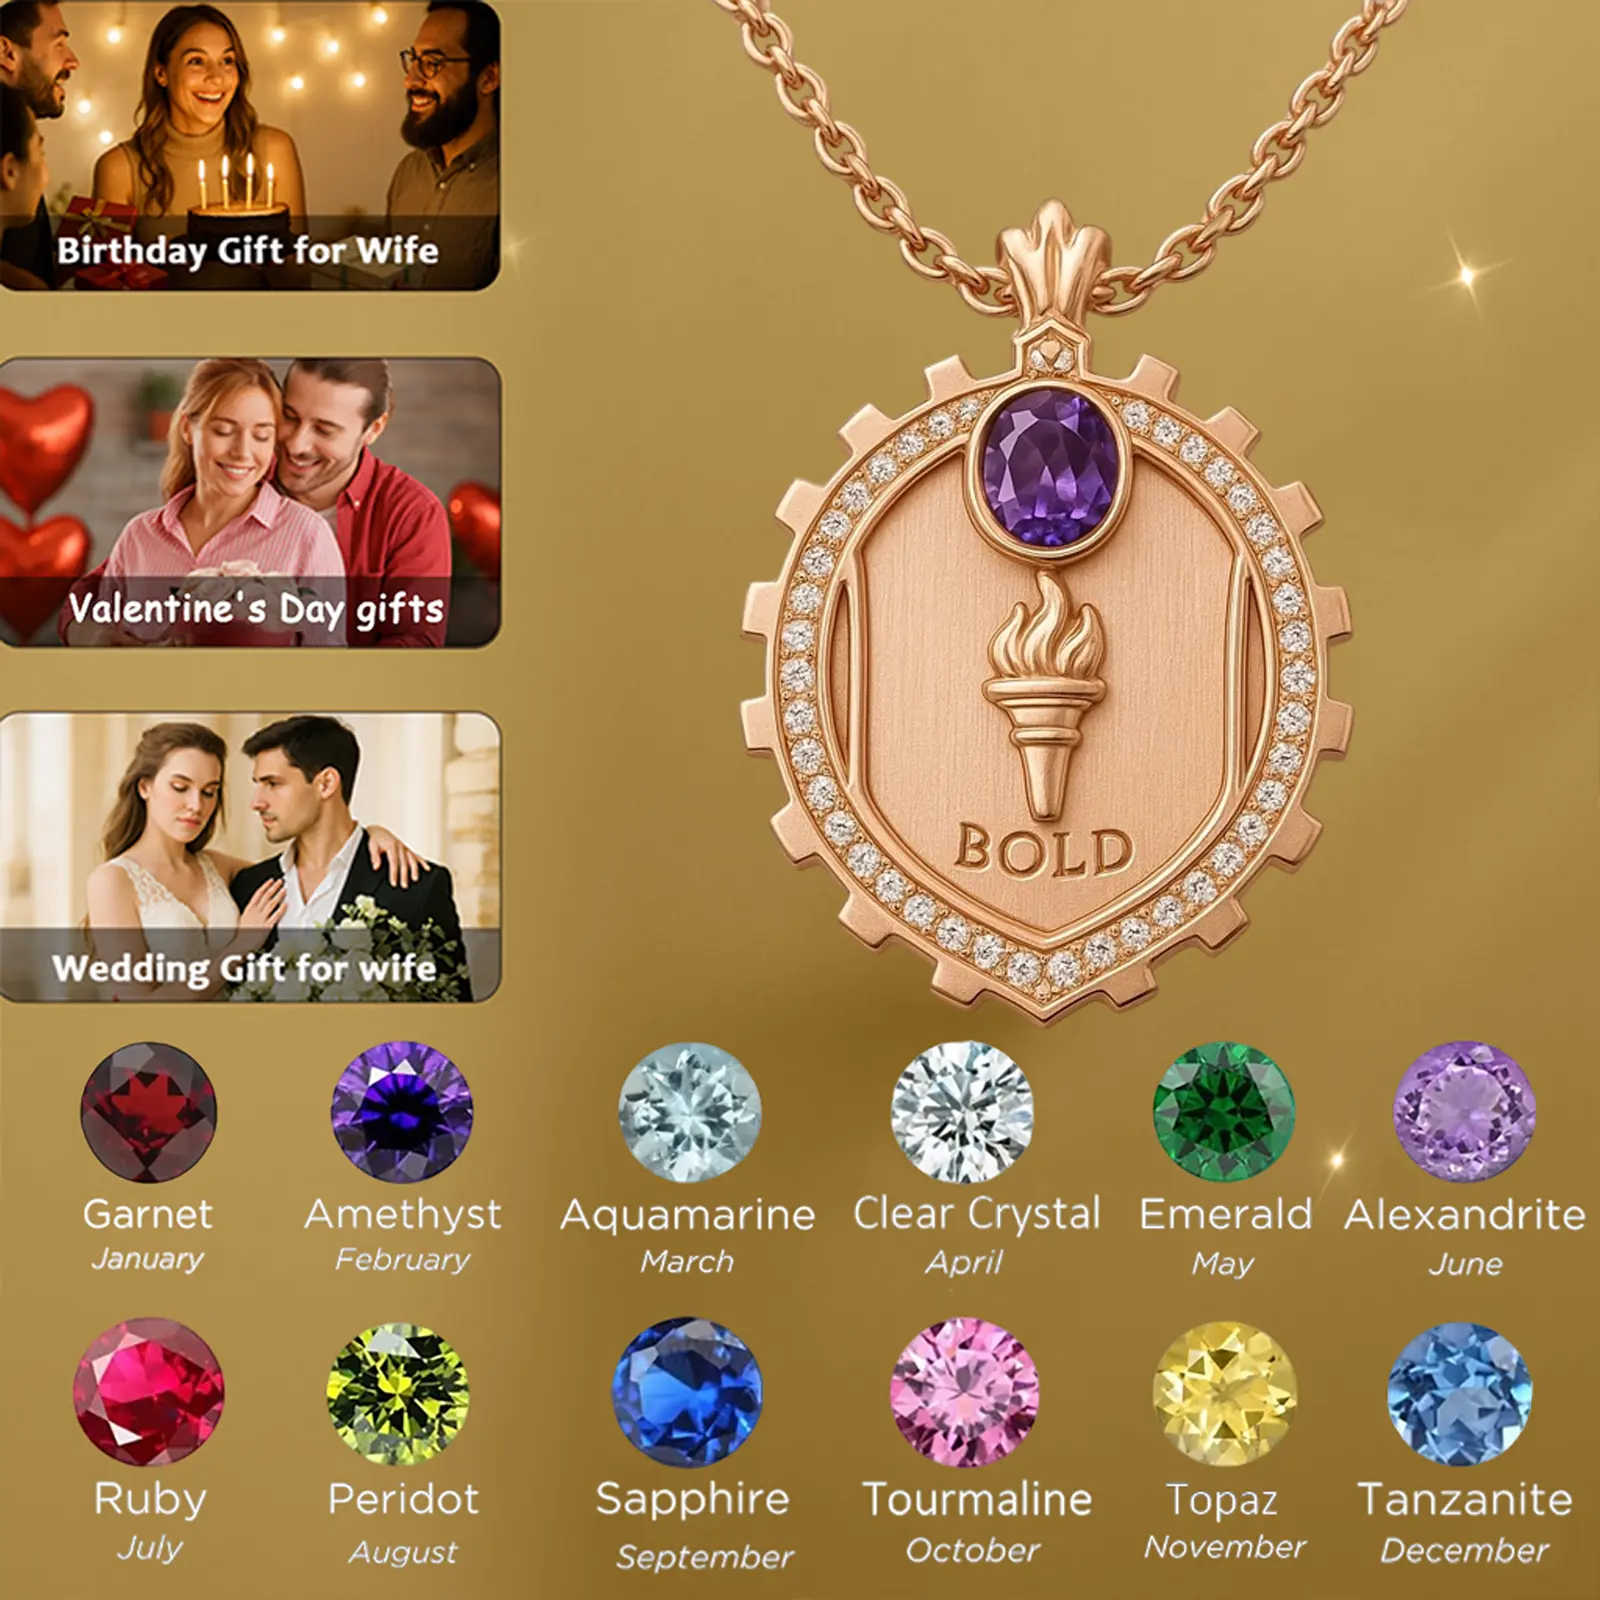 Birthday Gift for Wife
Valentine's Day gifts
Wedding Gift for wife
BOLD
Garnet
January
Amethyst
February
Aquamarine
March
Clear Crystal
April
Emerald
May
Alexandrite
June
Ruby
July
Peridot
August
Sapphire
September
Tourmaline
October
Topaz
November
Tanzanite
December